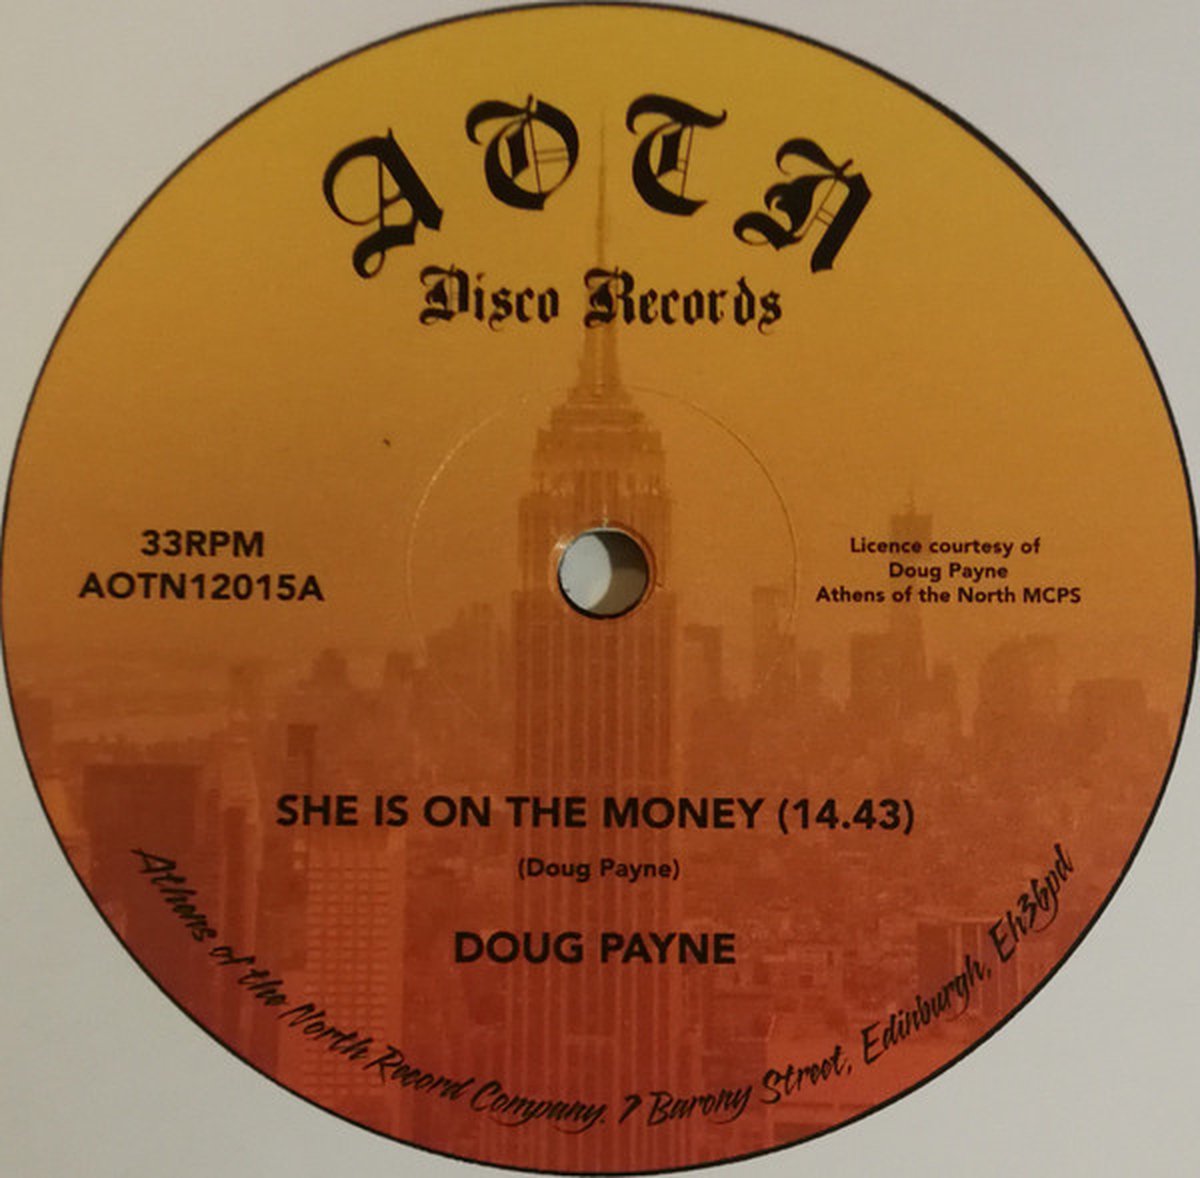 AOTN
Disco Records
33RPM
AOTN12015A
Licence courtesy of
Doug Payne
Athens of the North MCPS
SHE IS ON THE MONEY (14.43)
(Doug Payne)
DOUG PAYNE
Athens of the North Record Company. 7 Barony Street, Edinburgh, Eh36pd